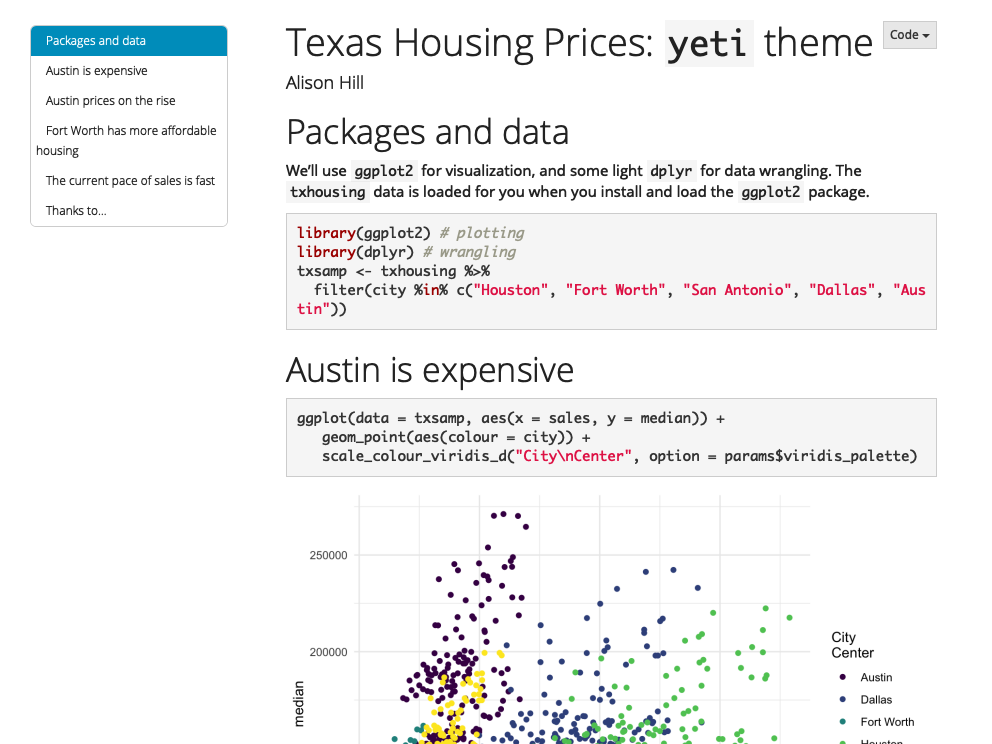 Packages and data
Austin is expensive
Austin prices on the rise
Fort Worth has more affordable
housing
The current pace of sales is fast
Thanks to...
Texas Housing Prices: yeti theme
Code
Alison Hill
Packages and data
We'll use ggplot2 for visualization, and some light dplyr for data wrangling. The
txhousing data is loaded for you when you install and load the ggplot2 package.
library(ggplot2) # plotting
library(dplyr) # wrangling
txsamp <- txhousing %>%
  filter(city %in% c("Houston", "Fort Worth", "San Antonio", "Dallas", "Aus
tin"))
Austin is expensive
ggplot(data = txsamp, aes(x = sales, y = median)) +
   geom_point(aes(colour = city)) +
   scale_colour_viridis_d("City\nCenter", option = params$viridis_palette)
250000
200000
median
City
Center
Austin
Dallas
Fort Worth
Houston